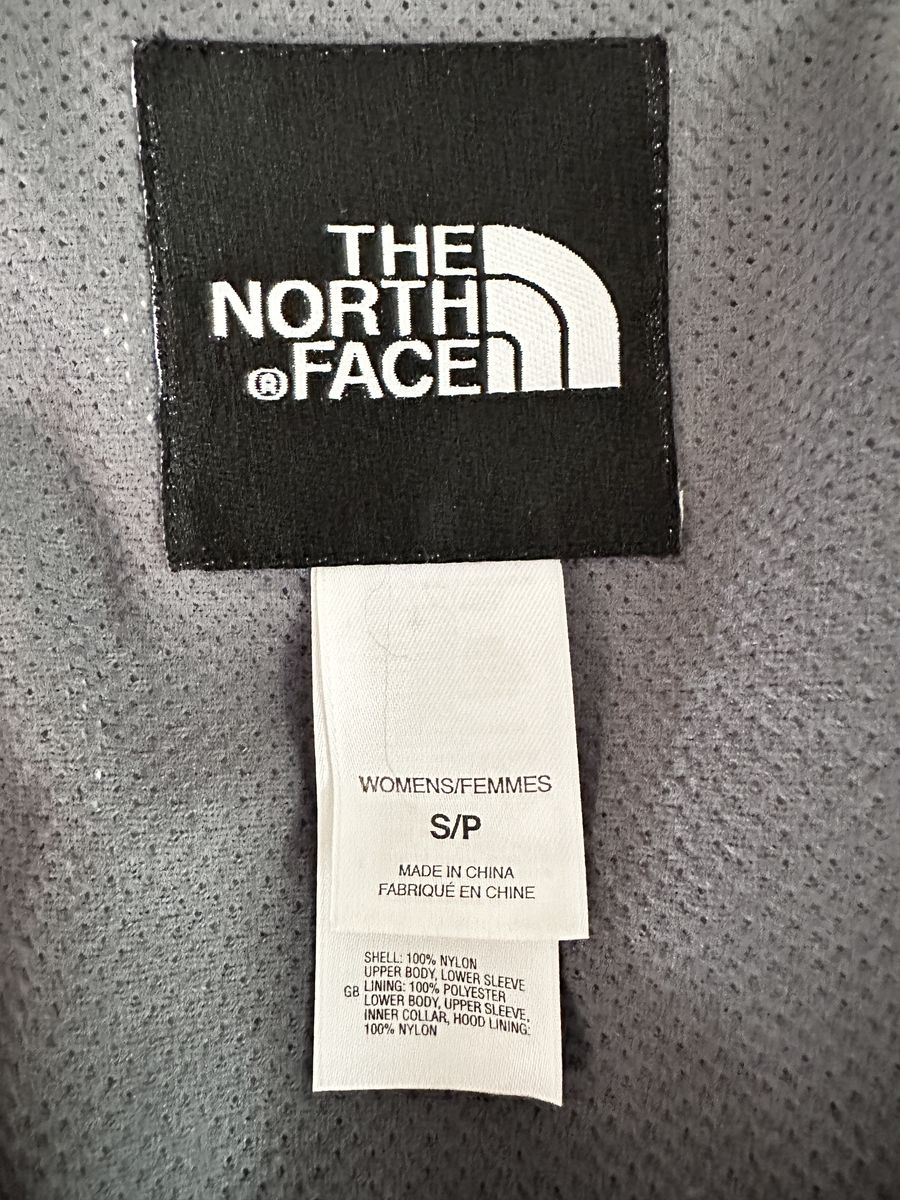 THE
NORTH
®FACE
WOMENS/FEMMES
S/P
MADE IN CHINA
FABRIQUÉ EN CHINE
SHELL: 100% NYLON
UPPER BODY, LOWER SLEEVE
GB LINING: 100% POLYESTER
LOWER BODY, UPPER SLEEVE,
INNER COLLAR, HOOD LINING:
100% NYLON